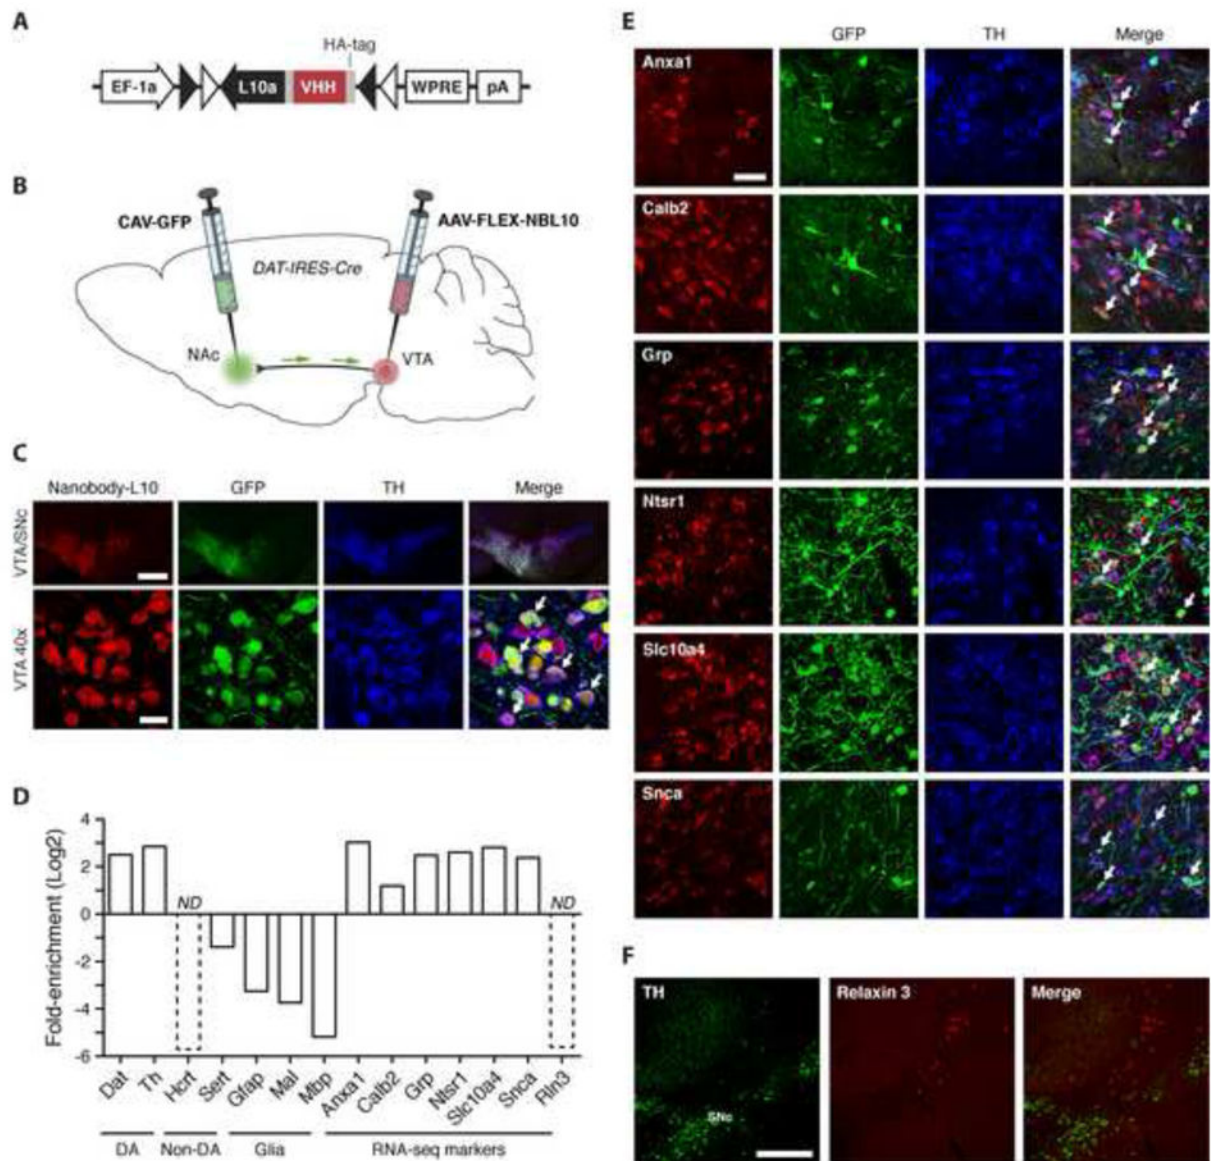 A
HA-tag
EF-1a
L10a
VHH
WPRE
pA
B
CAV-GFP
AAV-FLEX-NBL10
DAT-IRES-Cre
NAc
VTA
C
Nanobody-L10 GFP TH Merge
VTA/SNc
VTA 40x
D
Fold-enrichment (Log2)
4
2
0
-2
-4
-6
ND
ND
Dat Th Hcrt Sert Gfap Mal Mbp Anxa1 Calb2 Grp Ntsr1 Slc10a4 Snca Rln3
DA Non-DA Glia RNA-seq markers
E
GFP TH Merge
Anxa1
Calb2
Grp
Ntsr1
Slc10a4
Snca
F
TH Relaxin 3 Merge
SNc